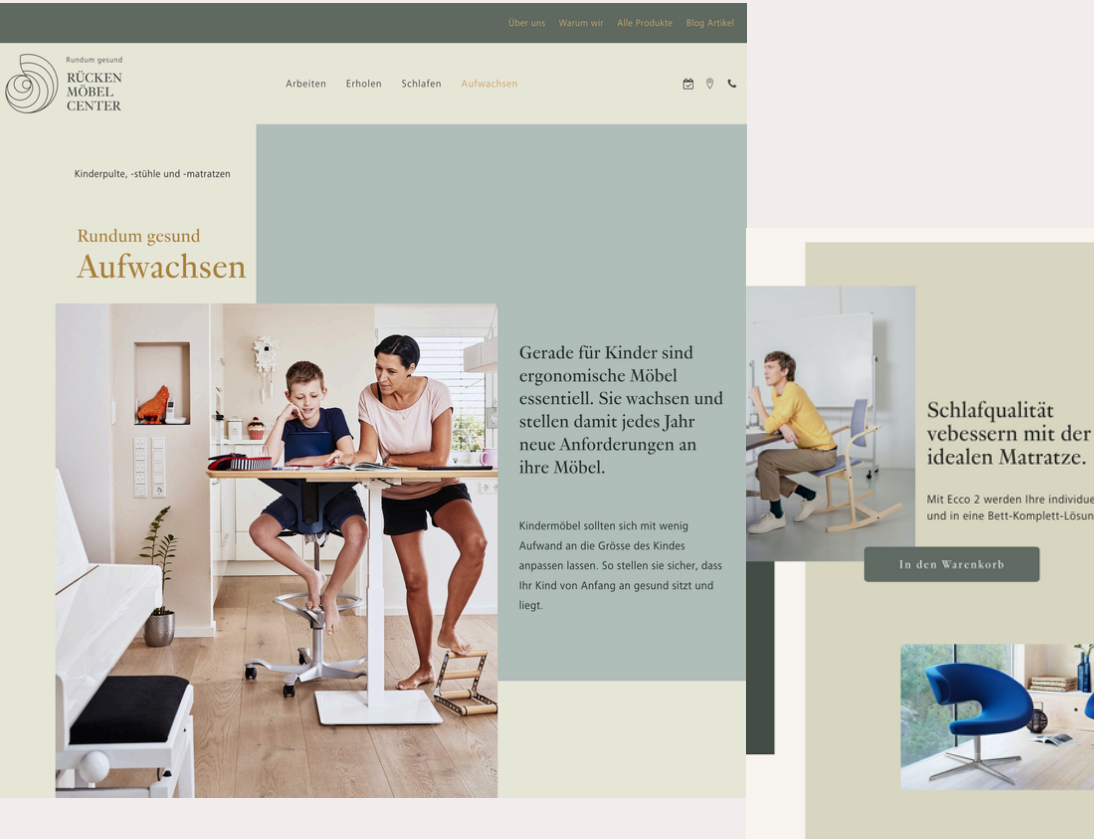 Über uns Warum wir Alle Produkte Blog Artikel
Rundum gesund
RÜCKEN
MÖBEL
CENTER
Arbeiten Erholen Schlafen Aufwachsen
Kinderpulte, -stühle und -matratzen
Rundum gesund
Aufwachsen
Gerade für Kinder sind
ergonomische Möbel
essentiell. Sie wachsen und
stellen damit jedes Jahr
neue Anforderungen an
ihre Möbel.
Kindermöbel sollten sich mit wenig
Aufwand an die Grösse des Kindes
anpassen lassen. So stellen sie sicher, dass
Ihr Kind von Anfang an gesund sitzt und
liegt.
Schlafqualität
vebessern mit der
idealen Matratze.
Mit Ecco 2 werden Ihre individue
und in eine Bett-Komplett-Lösun
In den Warenkorb